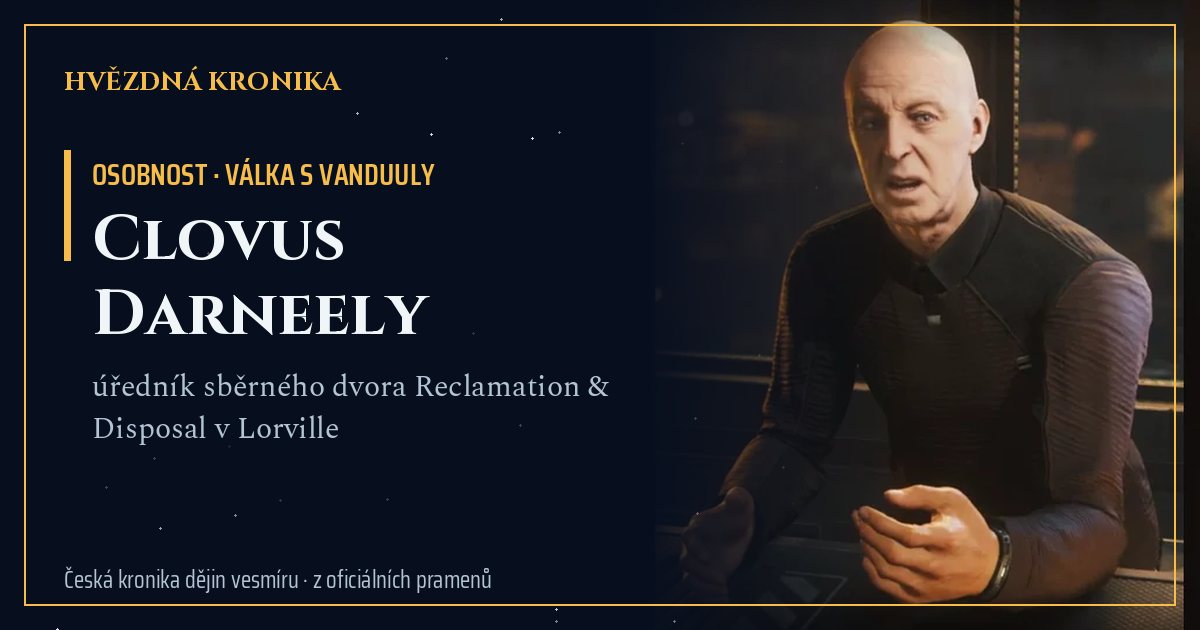 HVĚZDNÁ KRONIKA
OSOBNOST · VÁLKA S VANDUULY
CLOVUS
DARNEELY
úředník sběrného dvora Reclamation &
Disposal v Lorville
Česká kronika dějin vesmíru · z oficiálních pramenů